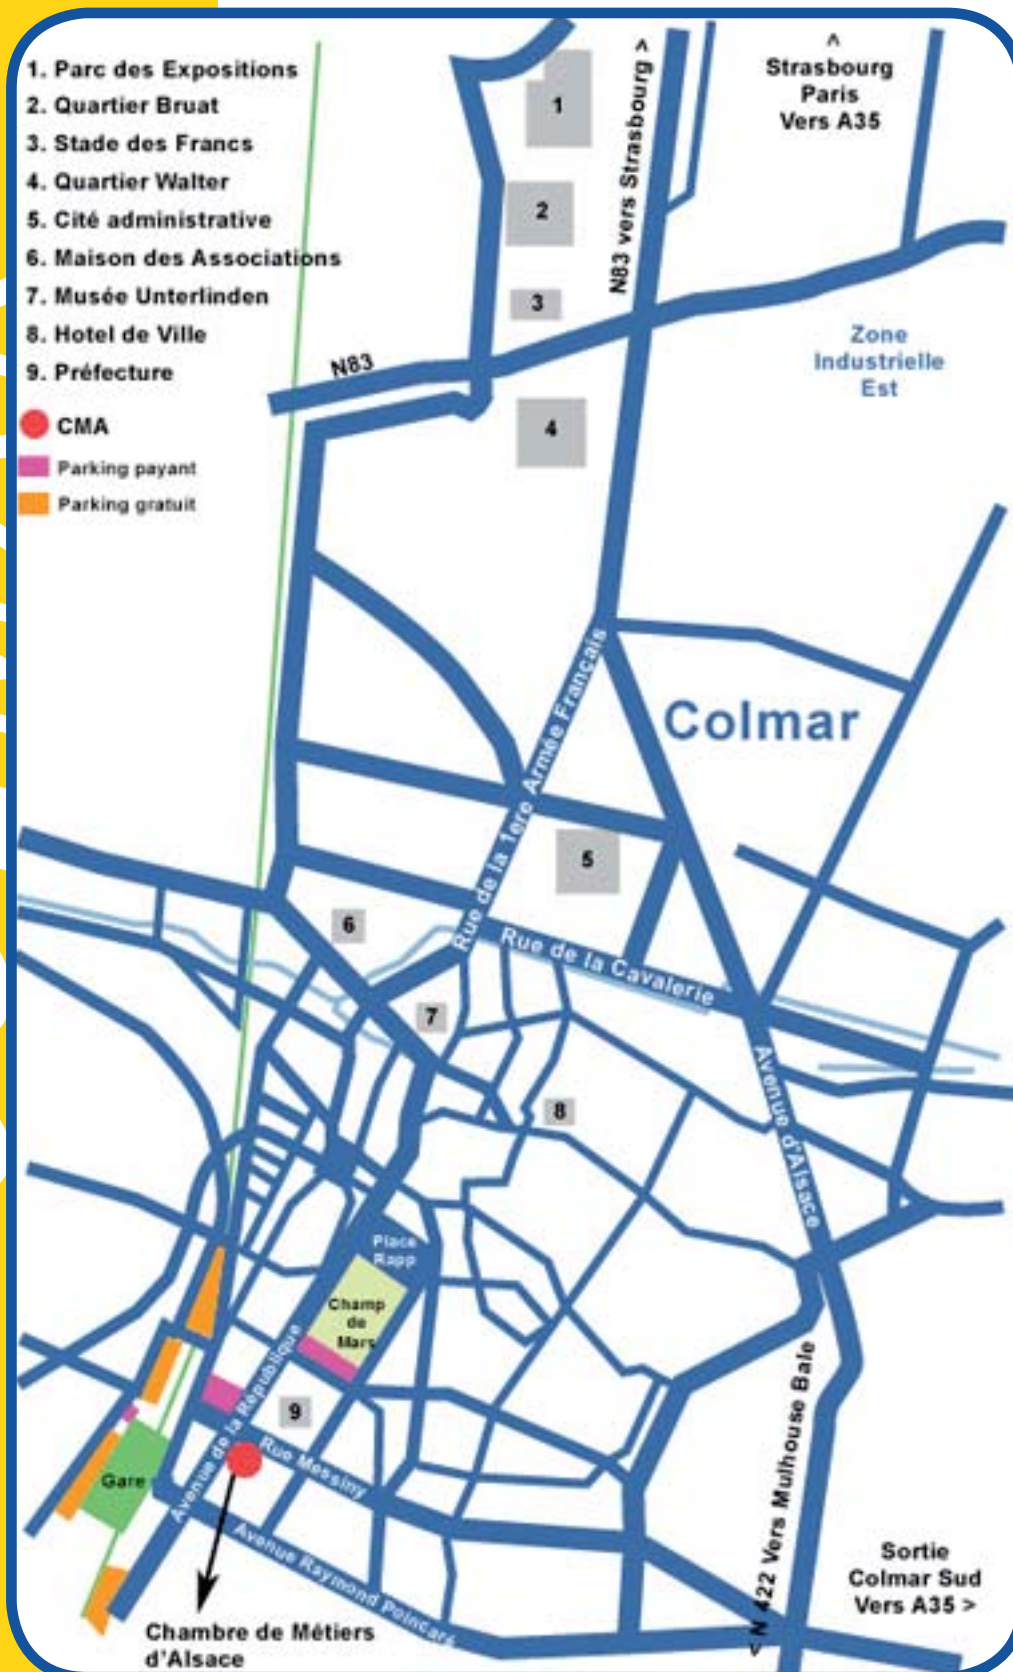 1. Parc des Expositions
2. Quartier Bruat
3. Stade des Francs
4. Quartier Walter
5. Cité administrative
6. Maison des Associations
7. Musée Unterlinden
8. Hotel de Ville
9. Préfecture
CMA
Parking payant
Parking gratuit
1
2
3
4
5
6
7
8
9
N83 vers Strasbourg >
^
Strasbourg
Paris
Vers A35
N83
Zone
Industrielle
Est
Colmar
Rue de la 1ere Armée Français
Rue de la Cavalerie
Avenue d'Alsace
Place
Rapp
Champ
de
Mars
Avenue de la République
Rue Messiny
Gare
Avenue Raymond Poincaré
< N 422 Vers Mulhouse Bale
Sortie
Colmar Sud
Vers A35 >
Chambre de Métiers
d'Alsace